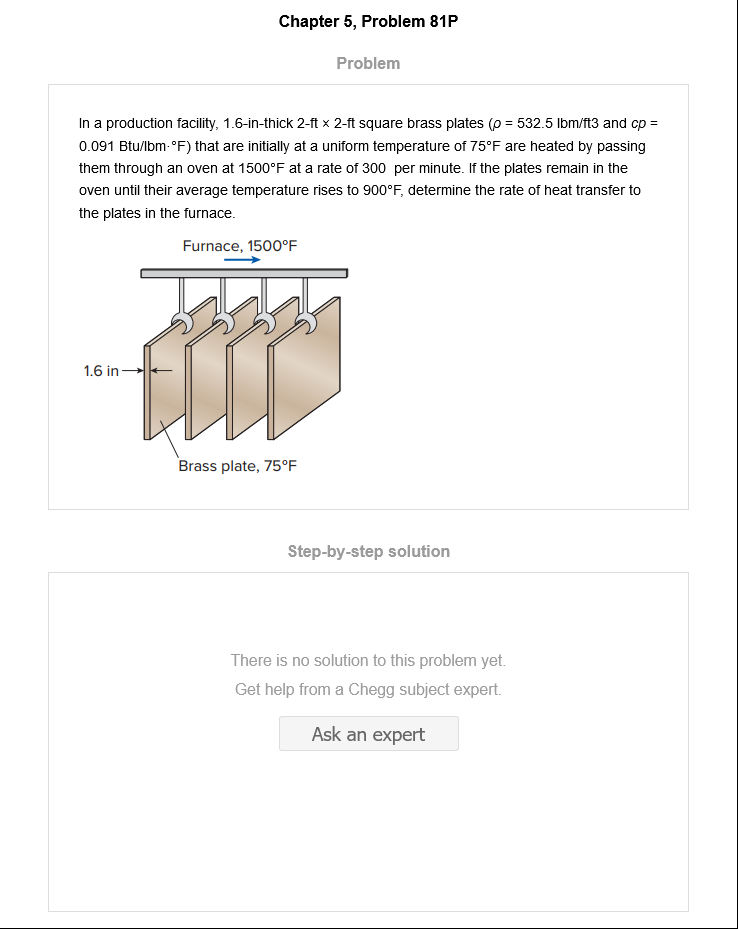 Chapter 5, Problem 81P
Problem
In a production facility, 1.6-in-thick 2-ft × 2-ft square brass plates (ρ = 532.5 lbm/ft3 and cp =
0.091 Btu/lbm·°F) that are initially at a uniform temperature of 75°F are heated by passing
them through an oven at 1500°F at a rate of 300 per minute. If the plates remain in the
oven until their average temperature rises to 900°F, determine the rate of heat transfer to
the plates in the furnace.
Furnace, 1500°F
1.6 in
Brass plate, 75°F
Step-by-step solution
There is no solution to this problem yet.
Get help from a Chegg subject expert.
Ask an expert